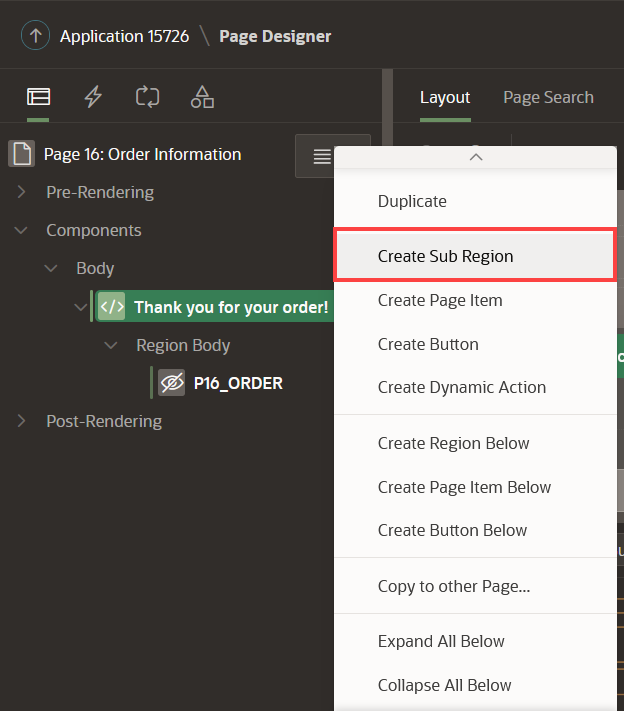 Application 15726 \ Page Designer
Layout Page Search
Page 16: Order Information
Pre-Rendering
Components
Body
</> Thank you for your order!
Region Body
P16_ORDER
Post-Rendering
Duplicate
Create Sub Region
Create Page Item
Create Button
Create Dynamic Action
Create Region Below
Create Page Item Below
Create Button Below
Copy to other Page...
Expand All Below
Collapse All Below